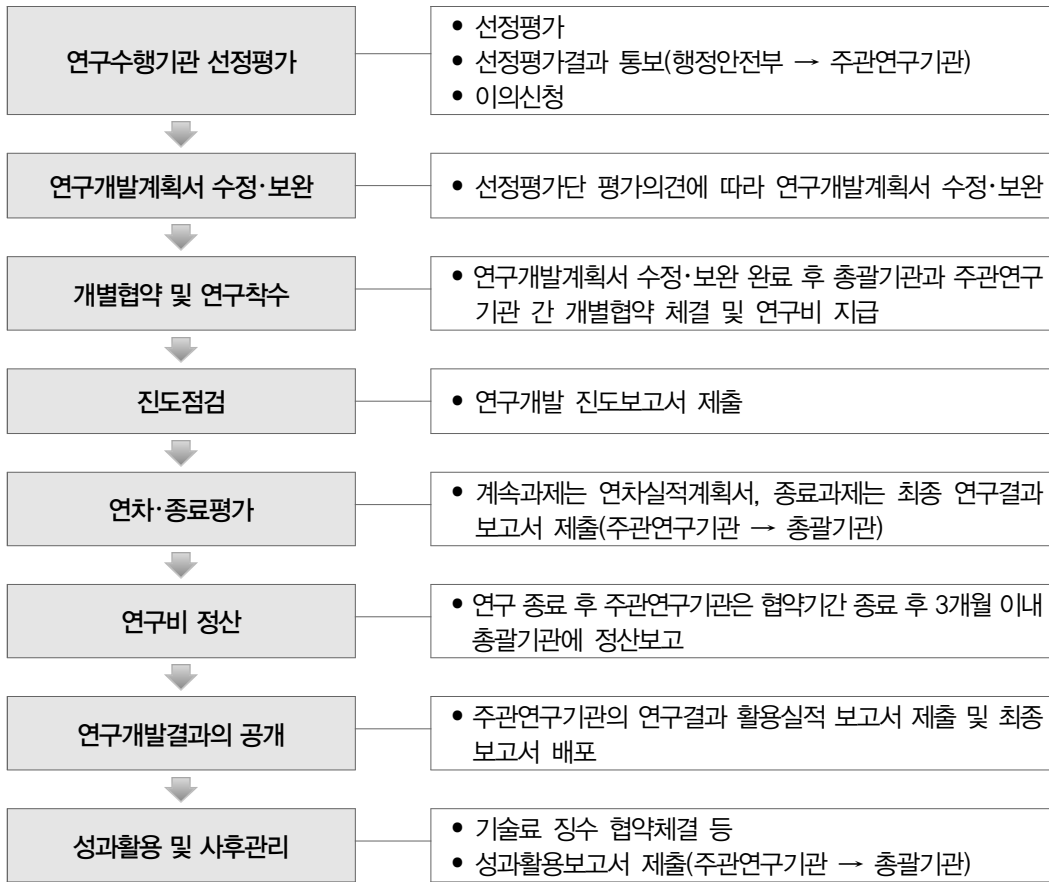 연구수행기관 선정평가
• 선정평가
• 선정평가결과 통보(행정안전부 → 주관연구기관)
• 이의신청
연구개발계획서 수정·보완
• 선정평가단 평가의견에 따라 연구개발계획서 수정·보완
개별협약 및 연구착수
• 연구개발계획서 수정·보완 완료 후 총괄기관과 주관연구
기관 간 개별협약 체결 및 연구비 지급
진도점검
• 연구개발 진도보고서 제출
연차·종료평가
• 계속과제는 연차실적계획서, 종료과제는 최종 연구결과
보고서 제출(주관연구기관 → 총괄기관)
연구비 정산
• 연구 종료 후 주관연구기관은 협약기간 종료 후 3개월 이내
총괄기관에 정산보고
연구개발결과의 공개
• 주관연구기관의 연구결과 활용실적 보고서 제출 및 최종
보고서 배포
성과활용 및 사후관리
• 기술료 징수 협약체결 등
• 성과활용보고서 제출(주관연구기관 → 총괄기관)